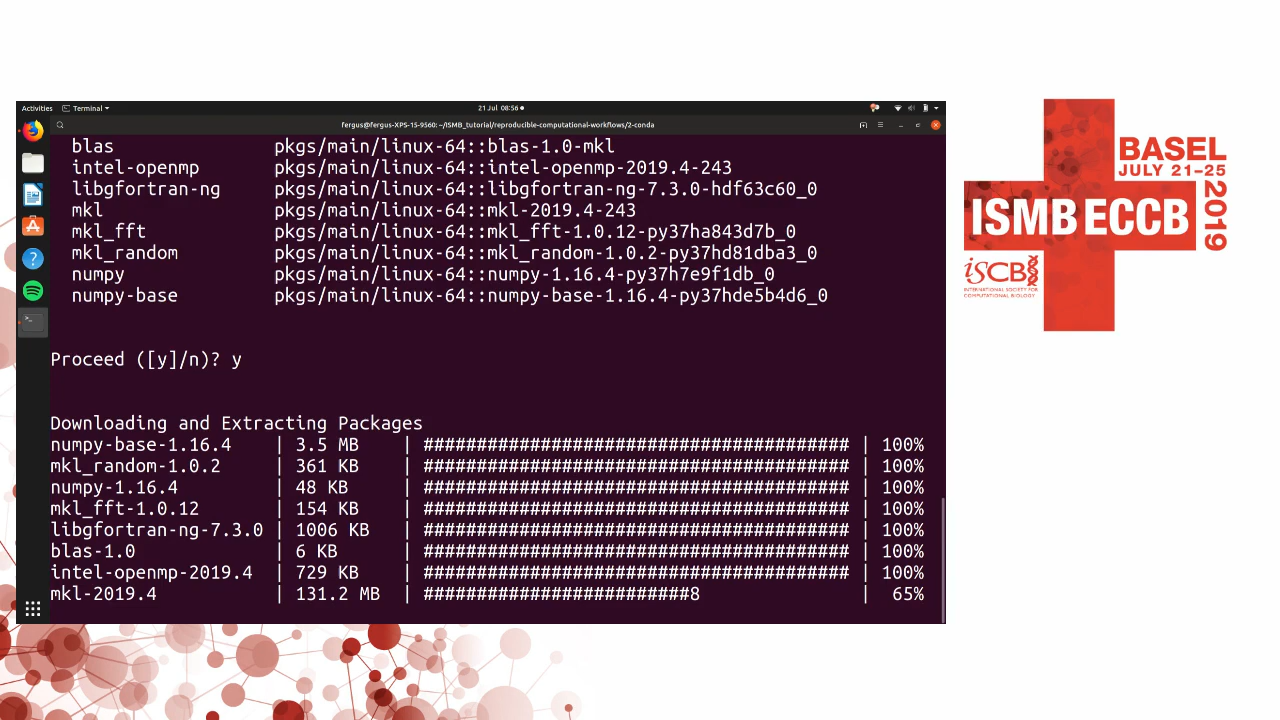 Activities Terminal 21 Jul 08:56
fergus@fergus-XPS-15-9560: ~/ISMB_tutorial/reproducible-computational-workflows/2-conda
blas pkgs/main/linux-64::blas-1.0-mkl
intel-openmp pkgs/main/linux-64::intel-openmp-2019.4-243
libgfortran-ng pkgs/main/linux-64::libgfortran-ng-7.3.0-hdf63c60_0
mkl pkgs/main/linux-64::mkl-2019.4-243
mkl_fft pkgs/main/linux-64::mkl_fft-1.0.12-py37ha843d7b_0
mkl_random pkgs/main/linux-64::mkl_random-1.0.2-py37hd81dba3_0
numpy pkgs/main/linux-64::numpy-1.16.4-py37h7e9f1db_0
numpy-base pkgs/main/linux-64::numpy-base-1.16.4-py37hde5b4d6_0
Proceed ([y]/n)? y
Downloading and Extracting Packages
numpy-base-1.16.4 | 3.5 MB | ######################################## | 100%
mkl_random-1.0.2 | 361 KB | ######################################## | 100%
numpy-1.16.4 | 48 KB | ######################################## | 100%
mkl_fft-1.0.12 | 154 KB | ######################################## | 100%
libgfortran-ng-7.3.0 | 1006 KB | ######################################## | 100%
blas-1.0 | 6 KB | ######################################## | 100%
intel-openmp-2019.4 | 729 KB | ######################################## | 100%
mkl-2019.4 | 131.2 MB | #########################8 | 65%
BASEL
JULY 21–25
2019
ISMB ECCB
ISCB
INTERNATIONAL SOCIETY FOR
COMPUTATIONAL BIOLOGY